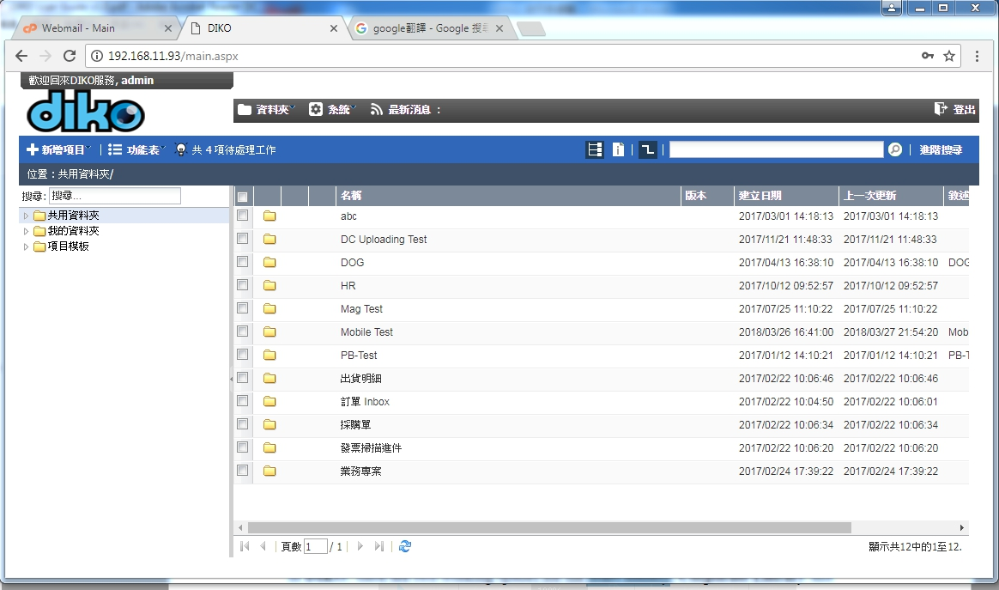 Webmail - Main
DIKO
google翻譯 - Google 搜尋
192.168.11.93/main.aspx
歡迎回來DIKO服務, admin
diko
資料夾 系統 最新消息 :
登出
新增項目 功能表 共 4 項待處理工作
進階搜尋
位置 : 共用資料夾/
搜尋: 搜尋...
共用資料夾
我的資料夾
項目模板
名稱 版本 建立日期 上一次更新 敘述
abc 2017/03/01 14:18:13 2017/03/01 14:18:13
DC Uploading Test 2017/11/21 11:48:33 2017/11/21 11:48:33
DOG 2017/04/13 16:38:10 2017/04/13 16:38:10 DOG
HR 2017/10/12 09:52:57 2017/10/12 09:52:57
Mag Test 2017/07/25 11:10:22 2017/07/25 11:10:22
Mobile Test 2018/03/26 16:41:00 2018/03/27 21:54:20 Mob
PB-Test 2017/01/12 14:10:21 2017/01/12 14:10:21 PB-T
出貨明細 2017/02/22 10:06:46 2017/02/22 10:06:46
訂單 Inbox 2017/02/22 10:04:50 2017/02/22 10:06:01
採購單 2017/02/22 10:06:34 2017/02/22 10:06:34
發票掃描進件 2017/02/22 10:06:20 2017/02/22 10:06:20
業務專案 2017/02/24 17:39:22 2017/02/24 17:39:22
頁數 1 / 1
顯示共12中的1至12.